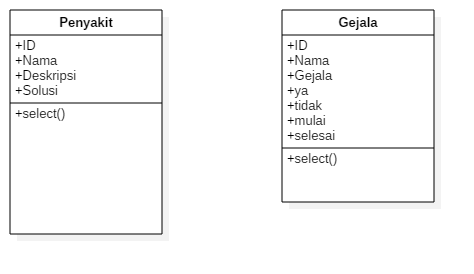 Penyakit
+ID
+Nama
+Deskripsi
+Solusi
+select()
Gejala
+ID
+Nama
+Gejala
+ya
+tidak
+mulai
+selesai
+select()